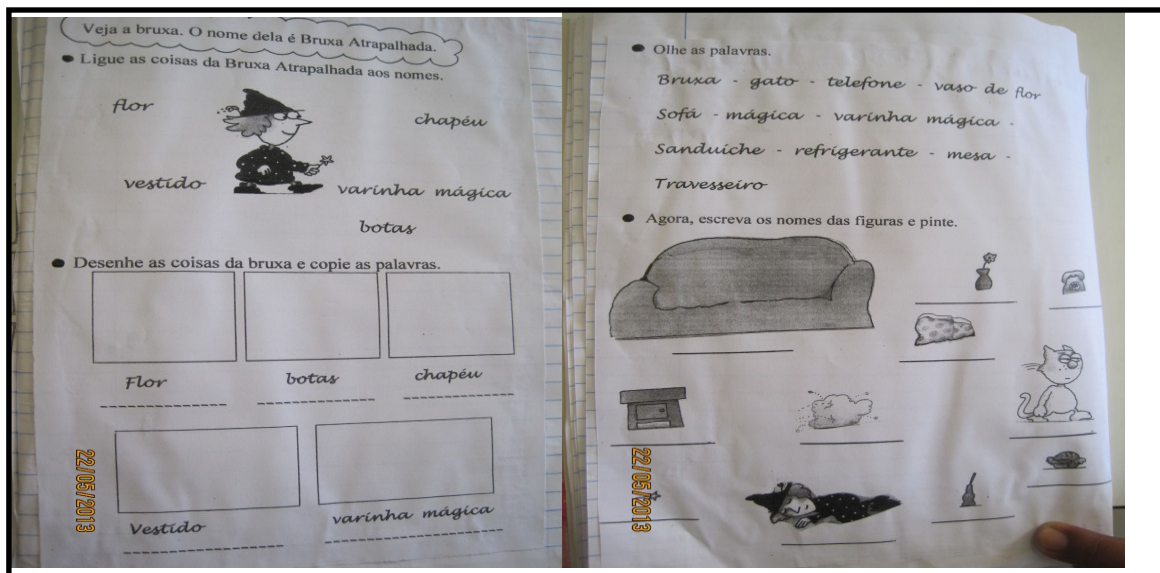 Veja a bruxa. O nome dela é Bruxa Atrapalhada.
● Ligue as coisas da Bruxa Atrapalhada aos nomes.
flor
chapéu
vestido
varinha mágica
botas
● Desenhe as coisas da bruxa e copie as palavras.
Flor botas chapéu
Vestido varinha mágica
22/05/2013
● Olhe as palavras.
Bruxa - gato - telefone - vaso de flor
Sofá - mágica - varinha mágica -
Sanduíche - refrigerante - mesa -
Travesseiro
● Agora, escreva os nomes das figuras e pinte.
22/05/2013